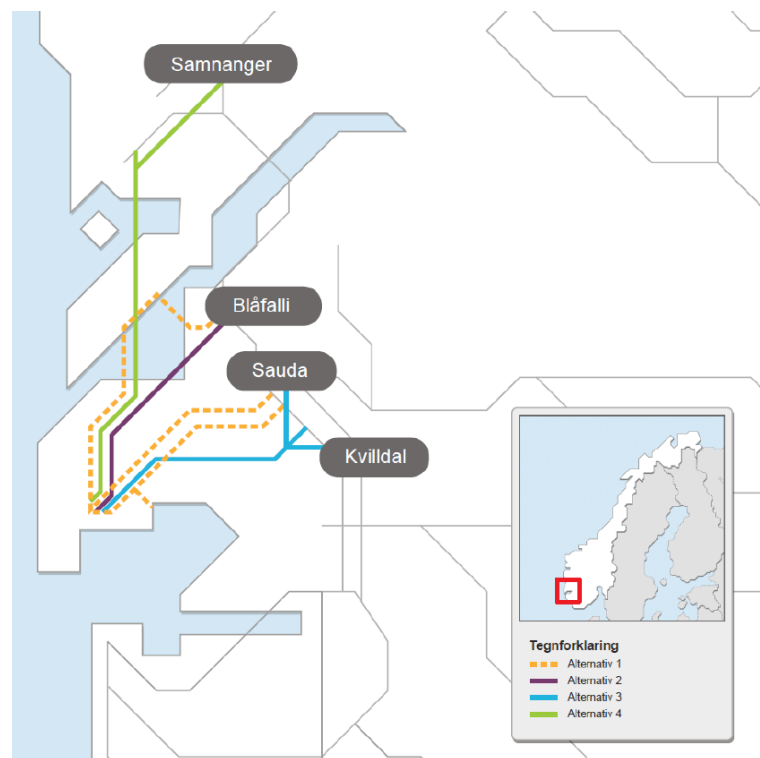 Samnanger
Blåfalli
Sauda
Kvilldal
Tegnforklaring
Alternativ 1
Alternativ 2
Alternativ 3
Alternativ 4